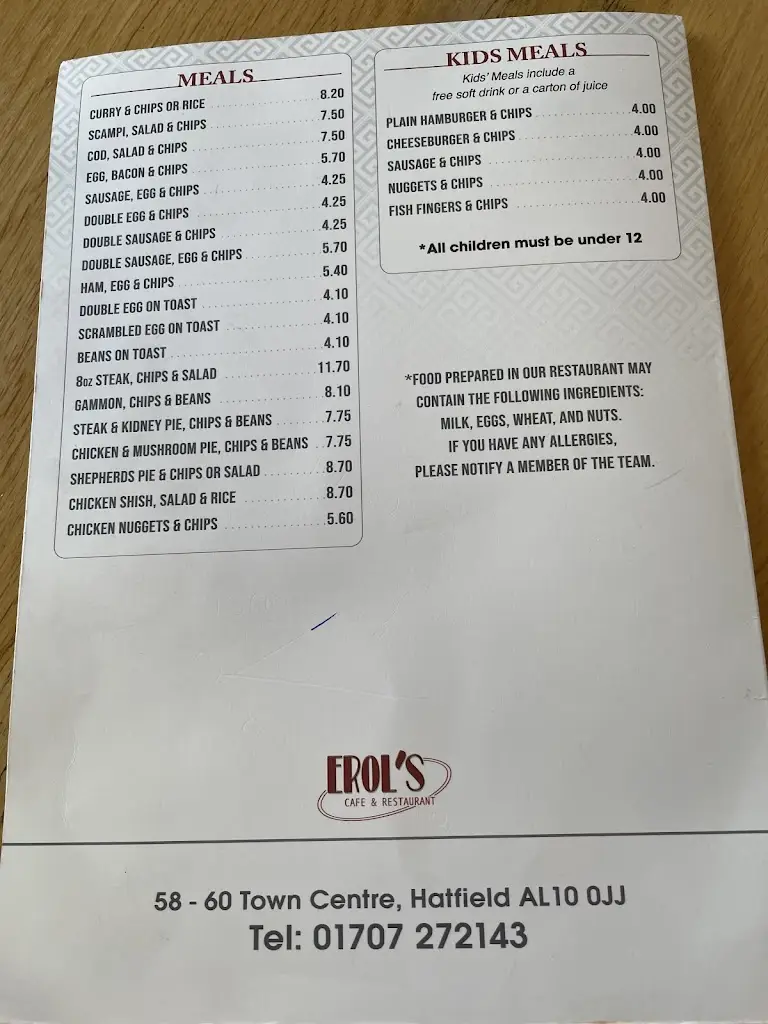 MEALS
CURRY & CHIPS OR RICE 8.20
SCAMPI, SALAD & CHIPS 7.50
COD, SALAD & CHIPS 7.50
EGG, BACON & CHIPS 5.70
SAUSAGE, EGG & CHIPS 4.25
DOUBLE EGG & CHIPS 4.25
DOUBLE SAUSAGE & CHIPS 4.25
DOUBLE SAUSAGE, EGG & CHIPS 5.70
HAM, EGG & CHIPS 5.40
DOUBLE EGG ON TOAST 4.10
SCRAMBLED EGG ON TOAST 4.10
BEANS ON TOAST 4.10
8oz STEAK, CHIPS & SALAD 11.70
GAMMON, CHIPS & BEANS 8.10
STEAK & KIDNEY PIE, CHIPS & BEANS 7.75
CHICKEN & MUSHROOM PIE, CHIPS & BEANS 7.75
SHEPHERDS PIE & CHIPS OR SALAD 8.70
CHICKEN SHISH, SALAD & RICE 8.70
CHICKEN NUGGETS & CHIPS 5.60
KIDS MEALS
Kids' Meals include a
free soft drink or a carton of juice
PLAIN HAMBURGER & CHIPS 4.00
CHEESEBURGER & CHIPS 4.00
SAUSAGE & CHIPS 4.00
NUGGETS & CHIPS 4.00
FISH FINGERS & CHIPS 4.00
*All children must be under 12
*FOOD PREPARED IN OUR RESTAURANT MAY
CONTAIN THE FOLLOWING INGREDIENTS:
MILK, EGGS, WHEAT, AND NUTS.
IF YOU HAVE ANY ALLERGIES,
PLEASE NOTIFY A MEMBER OF THE TEAM.
EROL'S
CAFE & RESTAURANT
58 - 60 Town Centre, Hatfield AL10 0JJ
Tel: 01707 272143